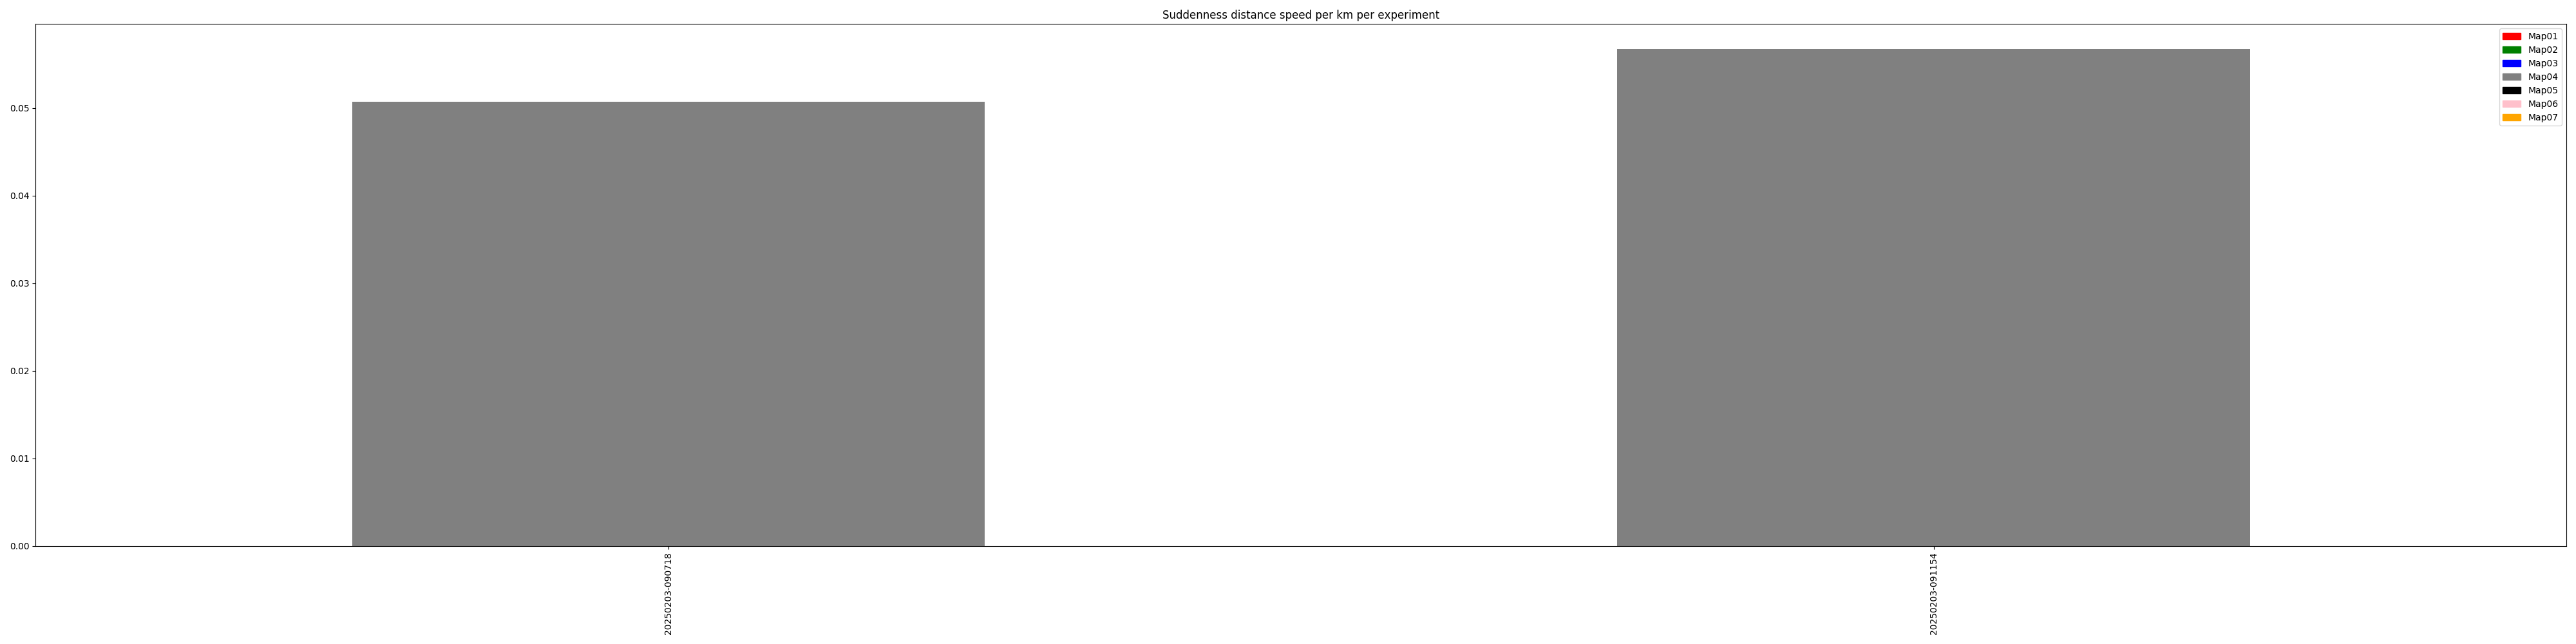 Suddenness distance speed per km per experiment
Map01
Map02
Map03
Map04
Map05
Map06
Map07
0.05
0.04
0.03
0.02
0.01
0.00
20250203-090718
20250203-091154